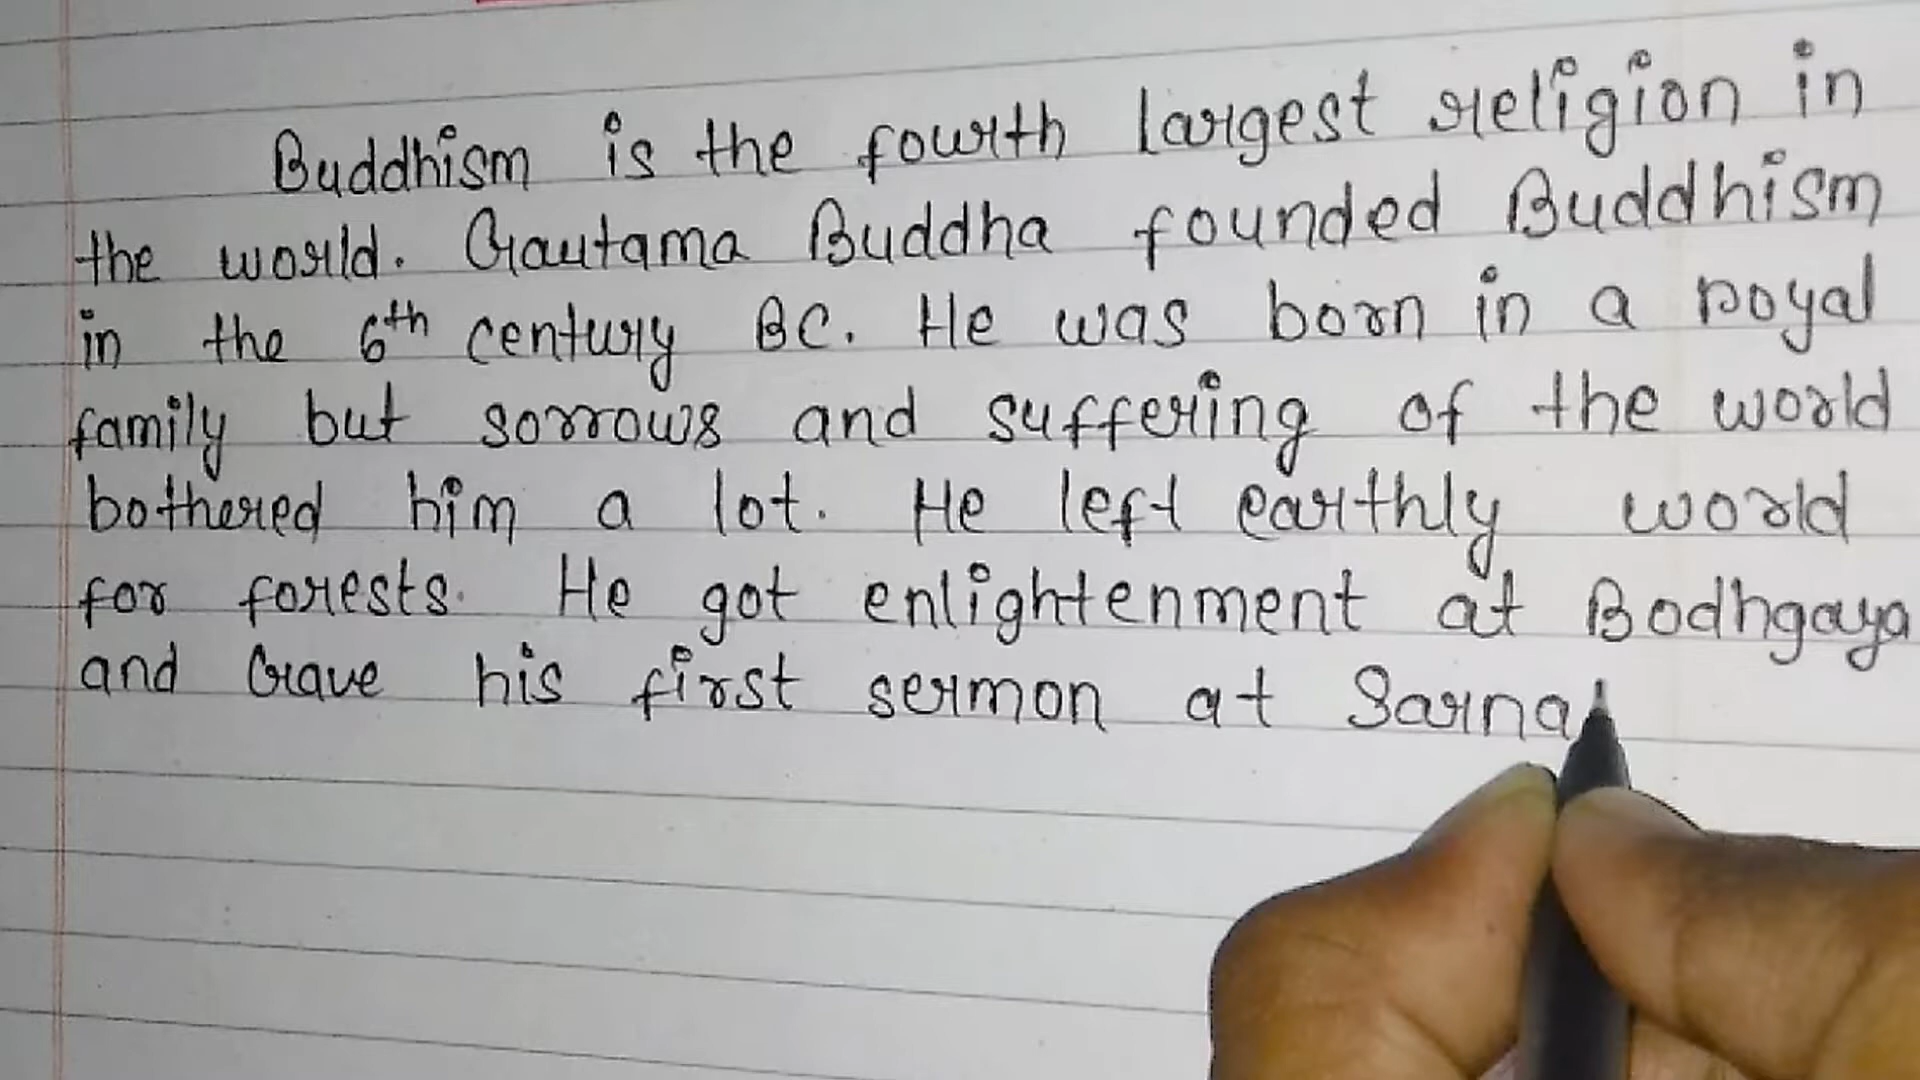 Buddhism is the fourth largest religion in
the world. Gautama Buddha founded Buddhism
in the 6th century BC. He was born in a royal
family but sorrows and suffering of the world
bothered him a lot. He left earthly world
for forests. He got enlightenment at Bodhgaya
and Gave his first sermon at Sarna